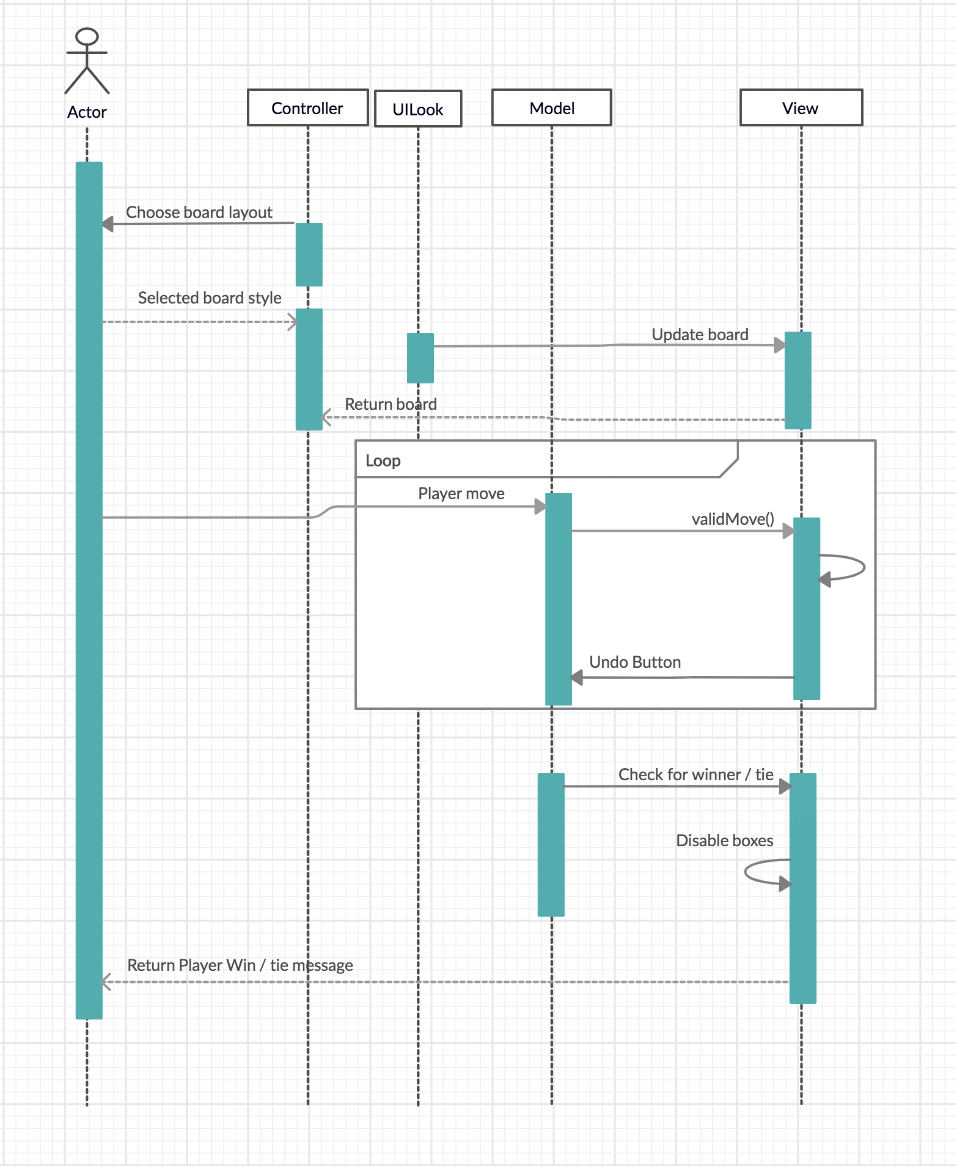 Actor
Controller
UILook
Model
View
Choose board layout
Selected board style
Update board
Return board
Loop
Player move
validMove()
Undo Button
Check for winner / tie
Disable boxes
Return Player Win / tie message